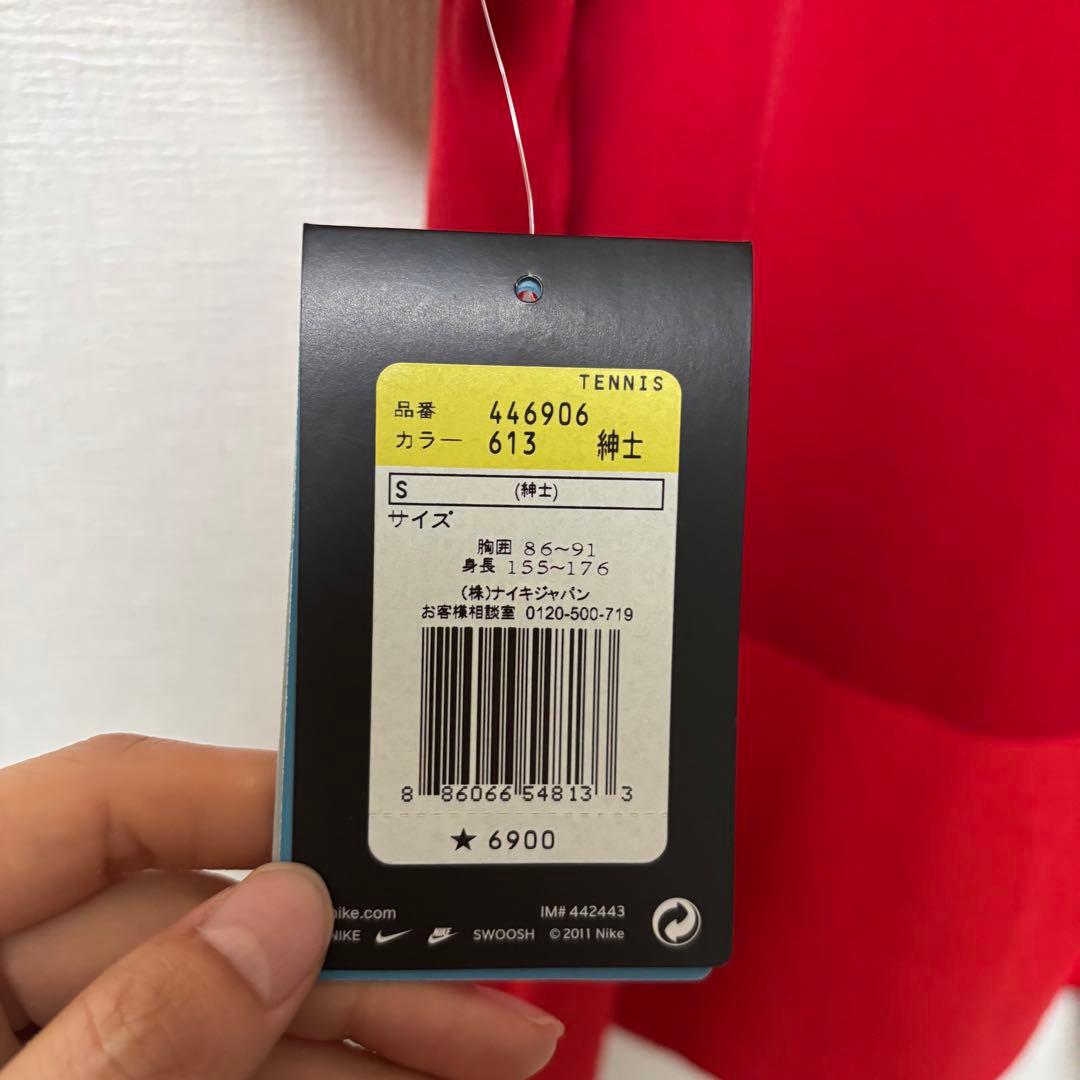 TENNIS
品番 446906
カラー 613 紳士
S (紳士)
サイズ
胸囲 86~91
身長 155~176
(株)ナイキジャパン
お客様相談室 0120-500-719
8 86066 54813 3
★ 6900
nike.com IM# 442443
NIKE NIKE SWOOSH © 2011 Nike